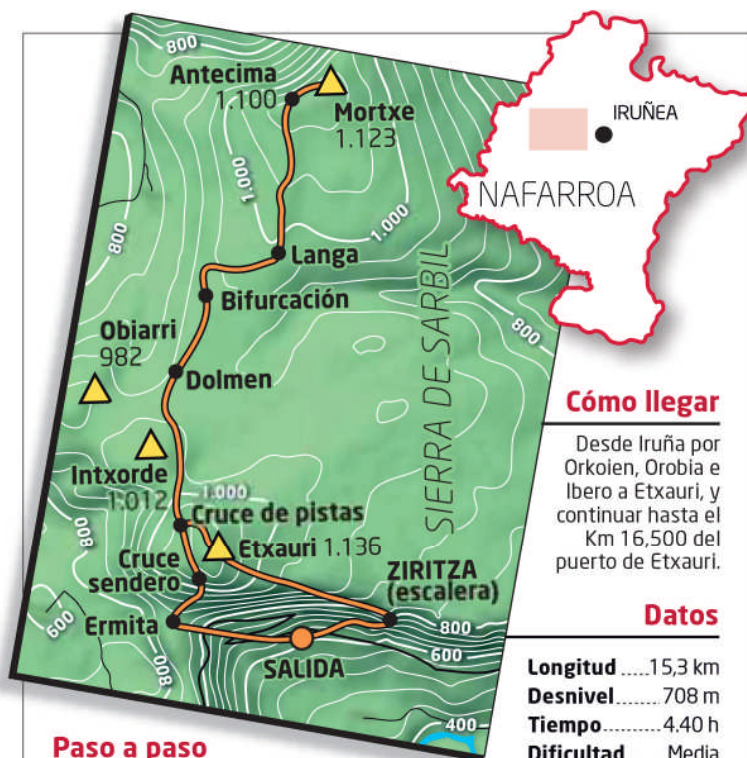 800
Antecima
1.100
Mortxe
1.123
IRUÑEA
NAFARROA
1.000
1.000
800
Langa
Bifurcación
SIERRA DE SARBIL
800
Obiarri
982
Dolmen
Intxorde
1.012
1.000
Cruce de pistas
Etxauri 1.136
800
Cruce
sendero
ZIRITZA
(escalera)
600
Ermita
800
SALIDA
800
600
400
Cómo llegar
Desde Iruña por
Orkoien, Orobia e
Ibero a Etxauri, y
continuar hasta el
Km 16,500 del
puerto de Etxauri.
Datos
Longitud .....15,3 km
Desnivel.......708 m
Tiempo.........4.40 h
Dificultad Media
Paso a paso